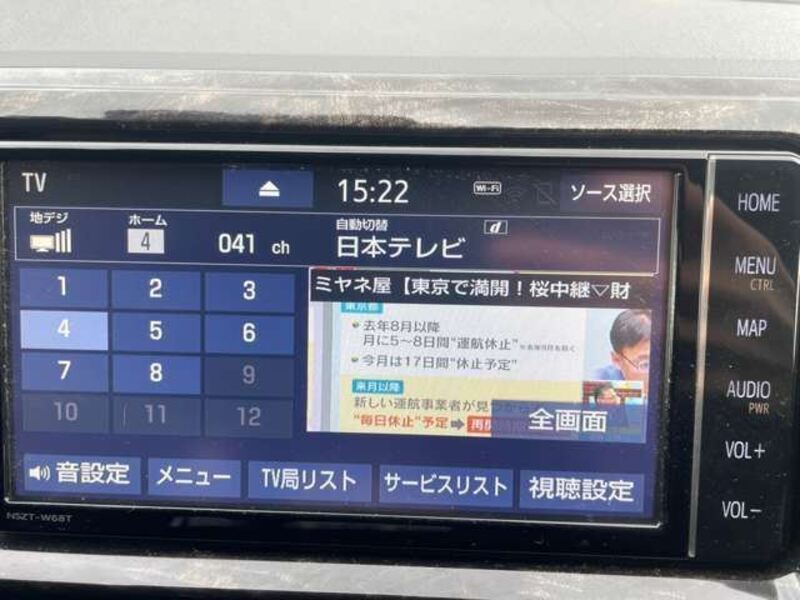 TV
15:22
Wi-Fi
ソース選択
地デジ
ホーム
4
041 ch
自動切替
d
日本テレビ
1
2
3
4
5
6
7
8
9
10
11
12
ミヤネ屋【東京で満開！桜中継▽財
東京都
去年8月以降
月に5〜8日間“運航休止”
今月は17日間“休止予定”
来月以降
新しい運航事業者が見つから
“毎日休止”予定➡再開
全画面
音設定
メニュー
TV局リスト
サービスリスト
視聴設定
NSZT-W68T
HOME
MENU
CTRL
MAP
AUDIO
PWR
VOL+
VOL−